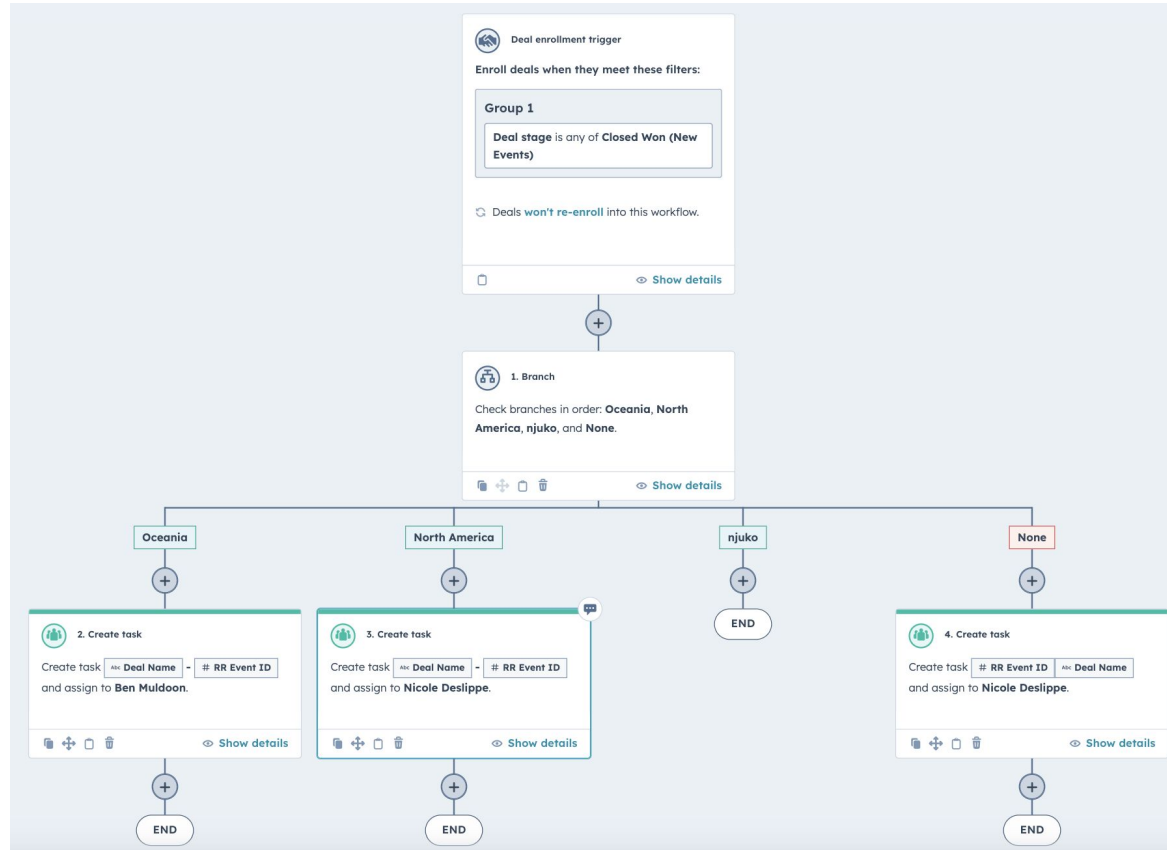 Deal enrollment trigger
Enroll deals when they meet these filters:
Group 1
Deal stage is any of Closed Won (New
Events)
Deals won't re-enroll into this workflow.
Show details
1. Branch
Check branches in order: Oceania, North
America, njuko, and None.
Show details
Oceania
North America
njuko
None
END
2. Create task
Create task Abc Deal Name - # RR Event ID
and assign to Ben Muldoon.
Show details
END
3. Create task
Create task Abc Deal Name - # RR Event ID
and assign to Nicole Deslippe.
Show details
END
4. Create task
Create task # RR Event ID Abc Deal Name
and assign to Nicole Deslippe.
Show details
END